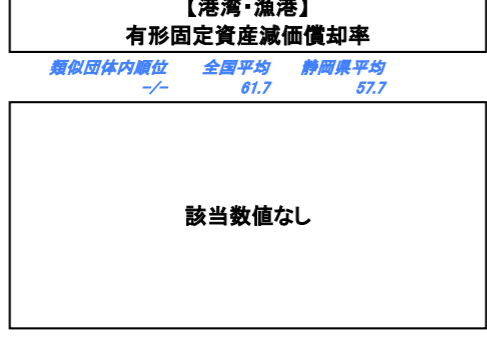 【港湾・漁港】
有形固定資産減価償却率
類似団体内順位 全国平均 静岡県平均
-/- 61.7 57.7
該当数値なし